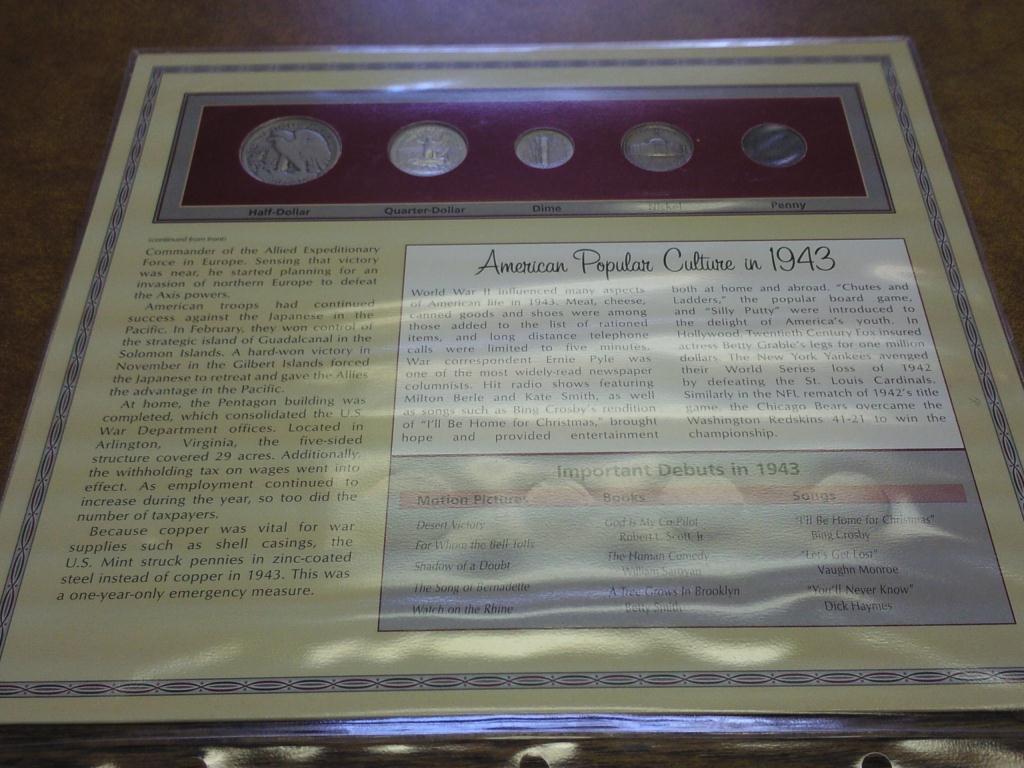 Half-Dollar Quarter-Dollar Dime Nickel Penny
(continued from front)
Commander of the Allied Expeditionary
Force in Europe. Sensing that victory
was near, he started planning for an
invasion of northern Europe to defeat
the Axis powers.
American troops had continued
success against the Japanese in the
Pacific. In February, they won control of
the strategic island of Guadalcanal in the
Solomon Islands. A hard-won victory in
November in the Gilbert Islands forced
the Japanese to retreat and gave the Allies
the advantage in the Pacific.
At home, the Pentagon building was
completed, which consolidated the U.S.
War Department offices. Located in
Arlington, Virginia, the five-sided
structure covered 29 acres. Additionally,
the withholding tax on wages went into
effect. As employment continued to
increase during the year, so too did the
number of taxpayers.
Because copper was vital for war
supplies such as shell casings, the
U.S. Mint struck pennies in zinc-coated
steel instead of copper in 1943. This was
a one-year-only emergency measure.
American Popular Culture in 1943
World War II influenced many aspects
of American life in 1943. Meat, cheese,
canned goods and shoes were among
those added to the list of rationed
items, and long distance telephone
calls were limited to five minutes.
War correspondent Ernie Pyle was
one of the most widely-read newspaper
columnists. Hit radio shows featuring
Milton Berle and Kate Smith, as well
as songs such as Bing Crosby's rendition
of "I'll Be Home for Christmas," brought
hope and provided entertainment
both at home and abroad. "Chutes and
Ladders," the popular board game,
and "Silly Putty" were introduced to
the delight of America's youth. In
Hollywood, Twentieth Century Fox insured
actress Betty Grable's legs for one million
dollars. The New York Yankees avenged
their World Series loss of 1942
by defeating the St. Louis Cardinals.
Similarly in the NFL rematch of 1942's title
game, the Chicago Bears overcame the
Washington Redskins 41-21 to win the
championship.
Important Debuts in 1943
Motion Pictures Books Songs
Desert Victory
For Whom the Bell Tolls
Shadow of a Doubt
The Song of Bernadette
Watch on the Rhine
God Is My Co-Pilot
Robert L. Scott, Jr.
The Human Comedy
William Saroyan
A Tree Grows In Brooklyn
Betty Smith
"I'll Be Home for Christmas"
Bing Crosby
"Let's Get Lost"
Vaughn Monroe
"You'll Never Know"
Dick Haymes